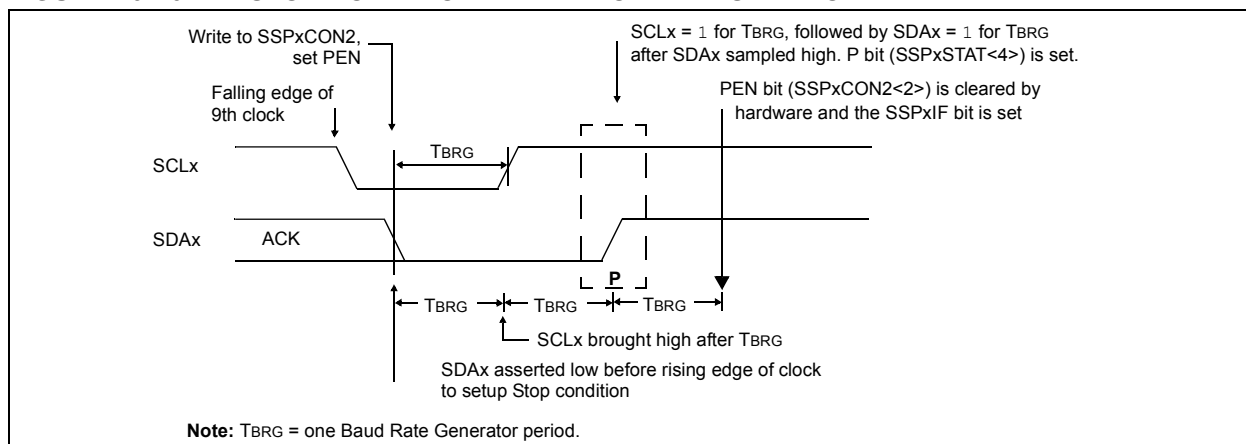 Write to SSPxCON2,
set PEN
SCLx = 1 for TBRG, followed by SDAx = 1 for TBRG
after SDAx sampled high. P bit (SSPxSTAT<4>) is set.
Falling edge of
9th clock
PEN bit (SSPxCON2<2>) is cleared by
hardware and the SSPxIF bit is set
TBRG
SCLx
SDAx
ACK
P
TBRG
TBRG
TBRG
SCLx brought high after TBRG
SDAx asserted low before rising edge of clock
to setup Stop condition
Note: TBRG = one Baud Rate Generator period.